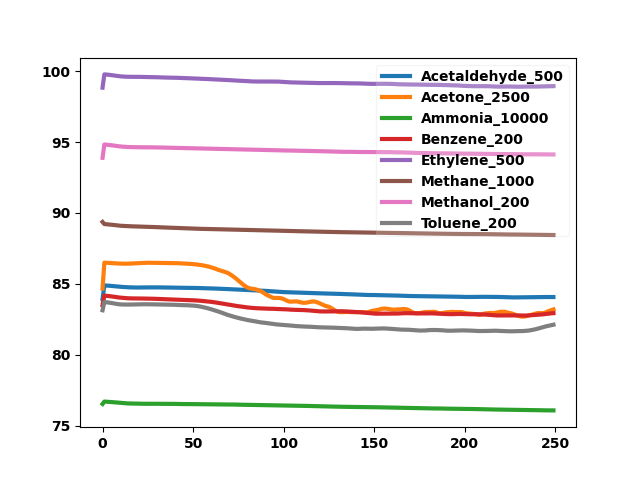 100
95
90
85
80
75
0
50
100
150
200
250
Acetaldehyde_500
Acetone_2500
Ammonia_10000
Benzene_200
Ethylene_500
Methane_1000
Methanol_200
Toluene_200